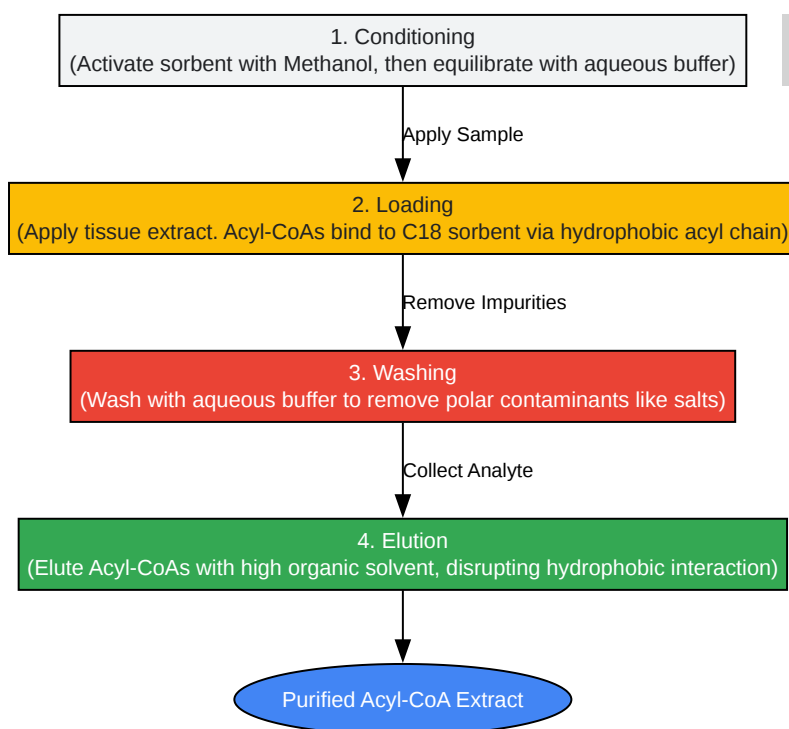 1. Conditioning
(Activate sorbent with Methanol, then equilibrate with aqueous buffer)
Apply Sample
2. Loading
(Apply tissue extract. Acyl-CoAs bind to C18 sorbent via hydrophobic acyl chain)
Remove Impurities
3. Washing
(Wash with aqueous buffer to remove polar contaminants like salts)
Collect Analyte
4. Elution
(Elute Acyl-CoAs with high organic solvent, disrupting hydrophobic interaction)
Purified Acyl-CoA Extract